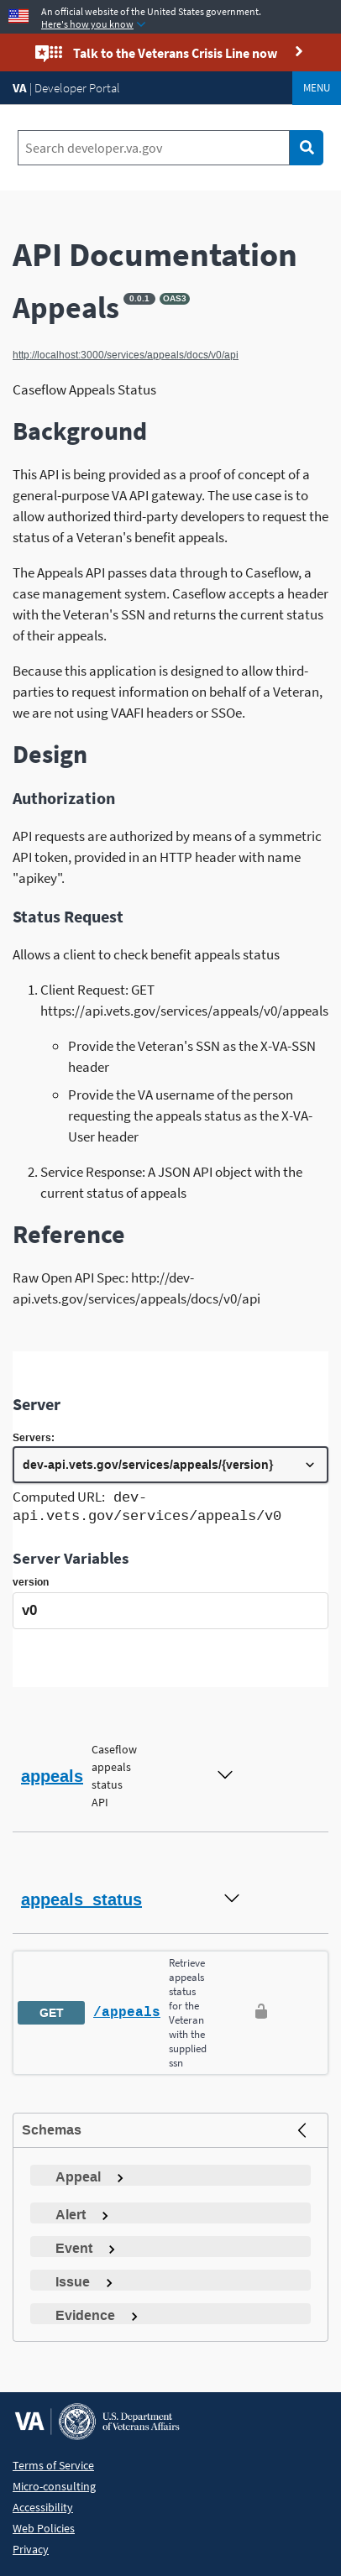 An official website of the United States government.
Here's how you know
Talk to the Veterans Crisis Line now
VA | Developer Portal
MENU
Search developer.va.gov
API Documentation
Appeals 0.0.1 OAS3
http://localhost:3000/services/appeals/docs/v0/api
Caseflow Appeals Status
Background
This API is being provided as a proof of concept of a
general-purpose VA API gateway. The use case is to
allow authorized third-party developers to request the
status of a Veteran's benefit appeals.
The Appeals API passes data through to Caseflow, a
case management system. Caseflow accepts a header
with the Veteran's SSN and returns the current status
of their appeals.
Because this application is designed to allow third-
parties to request information on behalf of a Veteran,
we are not using VAAFI headers or SSOe.
Design
Authorization
API requests are authorized by means of a symmetric
API token, provided in an HTTP header with name
"apikey".
Status Request
Allows a client to check benefit appeals status
1. Client Request: GET
https://api.vets.gov/services/appeals/v0/appeals
Provide the Veteran's SSN as the X-VA-SSN
header
Provide the VA username of the person
requesting the appeals status as the X-VA-
User header
2. Service Response: A JSON API object with the
current status of appeals
Reference
Raw Open API Spec: http://dev-
api.vets.gov/services/appeals/docs/v0/api
Server
Servers:
dev-api.vets.gov/services/appeals/{version}
Computed URL: dev-
api.vets.gov/services/appeals/v0
Server Variables
version
v0
appeals
Caseflow
appeals
status
API
appeals_status
GET
/appeals
Retrieve
appeals
status
for the
Veteran
with the
supplied
ssn
Schemas
Appeal
Alert
Event
Issue
Evidence
VA
U.S. Department
of Veterans Affairs
Terms of Service
Micro-consulting
Accessibility
Web Policies
Privacy